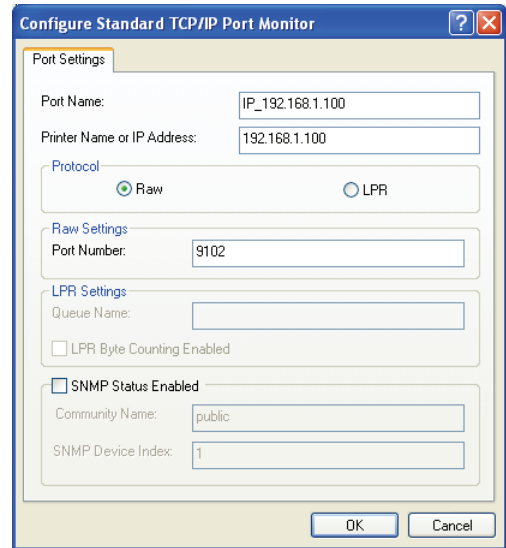 Configure Standard TCP/IP Port Monitor
Port Settings
Port Name: IP_192.168.1.100
Printer Name or IP Address: 192.168.1.100
Protocol
Raw LPR
Raw Settings
Port Number: 9102
LPR Settings
Queue Name:
LPR Byte Counting Enabled
SNMP Status Enabled
Community Name: public
SNMP Device Index: 1
OK Cancel